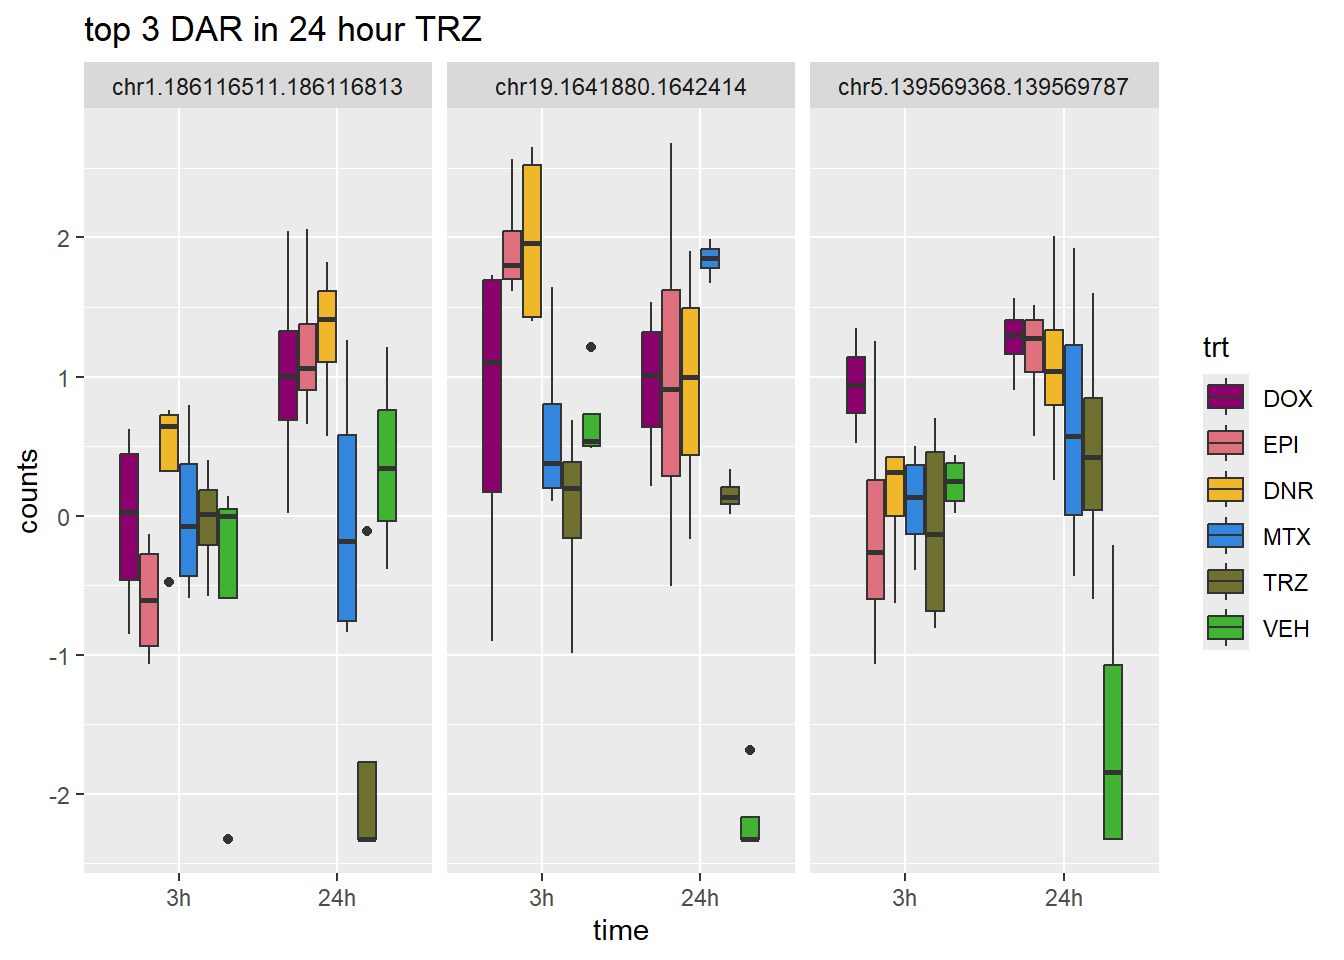 top 3 DAR in 24 hour TRZ
chr1.186116511.186116813
chr19.1641880.1642414
chr5.139569368.139569787
counts
2
1
0
-1
-2
3h
24h
3h
24h
3h
24h
time
trt
DOX
EPI
DNR
MTX
TRZ
VEH